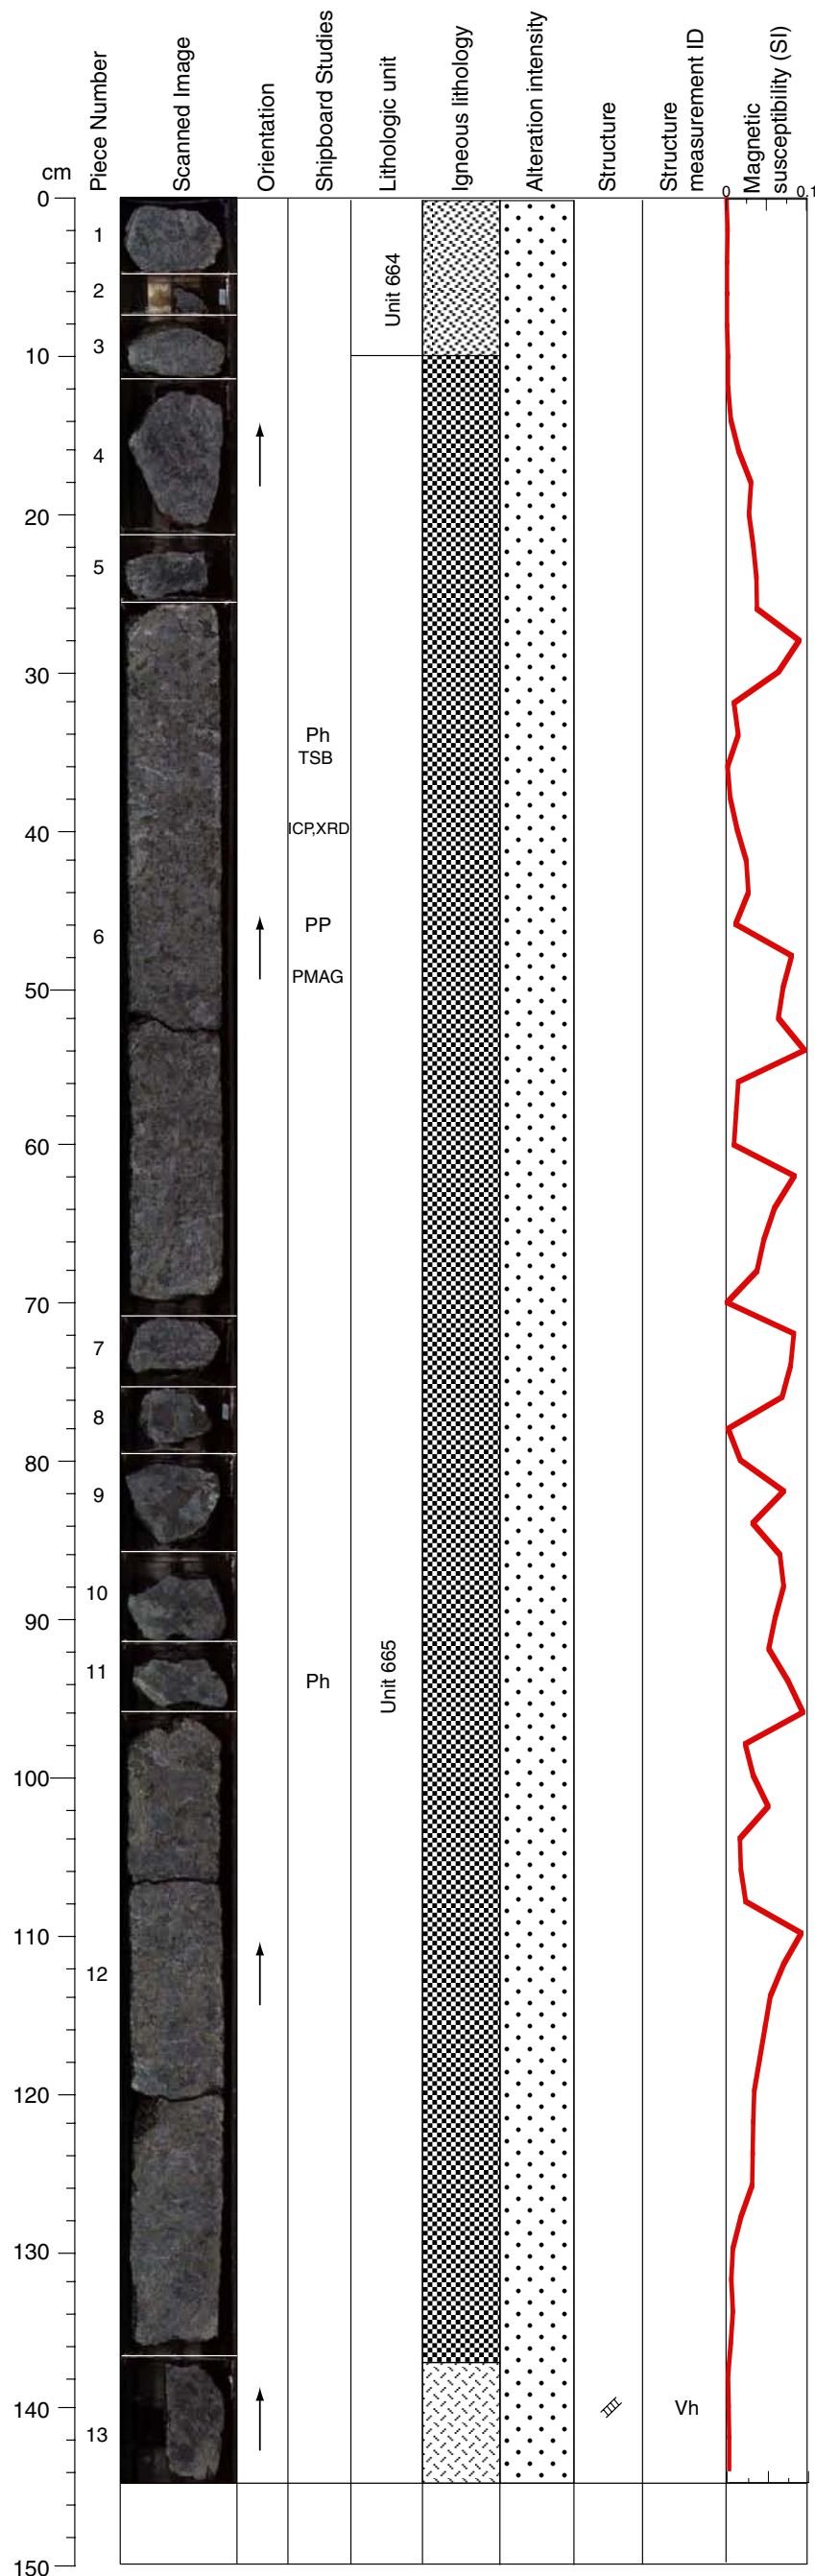 cm
Piece Number
Scanned Image
Orientation
Shipboard Studies
Lithologic unit
Igneous lithology
Alteration intensity
Structure
Structure
measurement ID
Magnetic
susceptibility (SI)
0 0.1
0
10
20
30
40
50
60
70
80
90
100
110
120
130
140
150
1
2
3
4
5
6
7
8
9
10
11
12
13
Ph
TSB
ICP,XRD
PP
PMAG
Ph
Unit 664
Unit 665
Vh